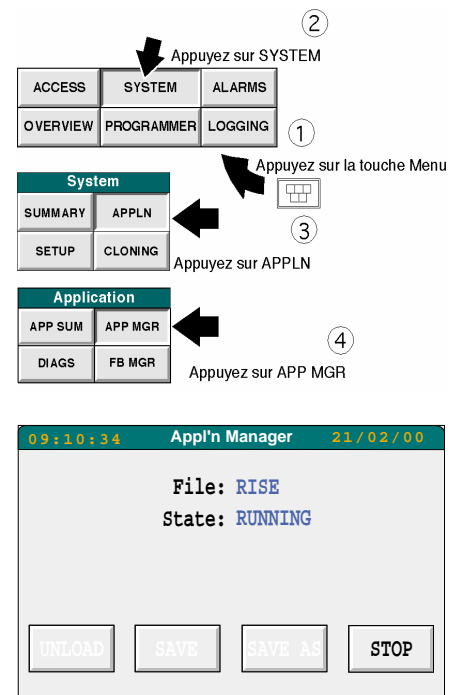 2
Appuyez sur SYSTEM
ACCESS SYSTEM ALARMS
OVERVIEW PROGRAMMER LOGGING
1
Appuyez sur la touche Menu
System
SUMMARY APPLN
3
SETUP CLONING
Appuyez sur APPLN
Application
APP SUM APP MGR
4
DIAGS FB MGR
Appuyez sur APP MGR
09:10:34 Appl'n Manager 21/02/00
File: RISE
State: RUNNING
UNLOAD SAVE SAVE AS STOP